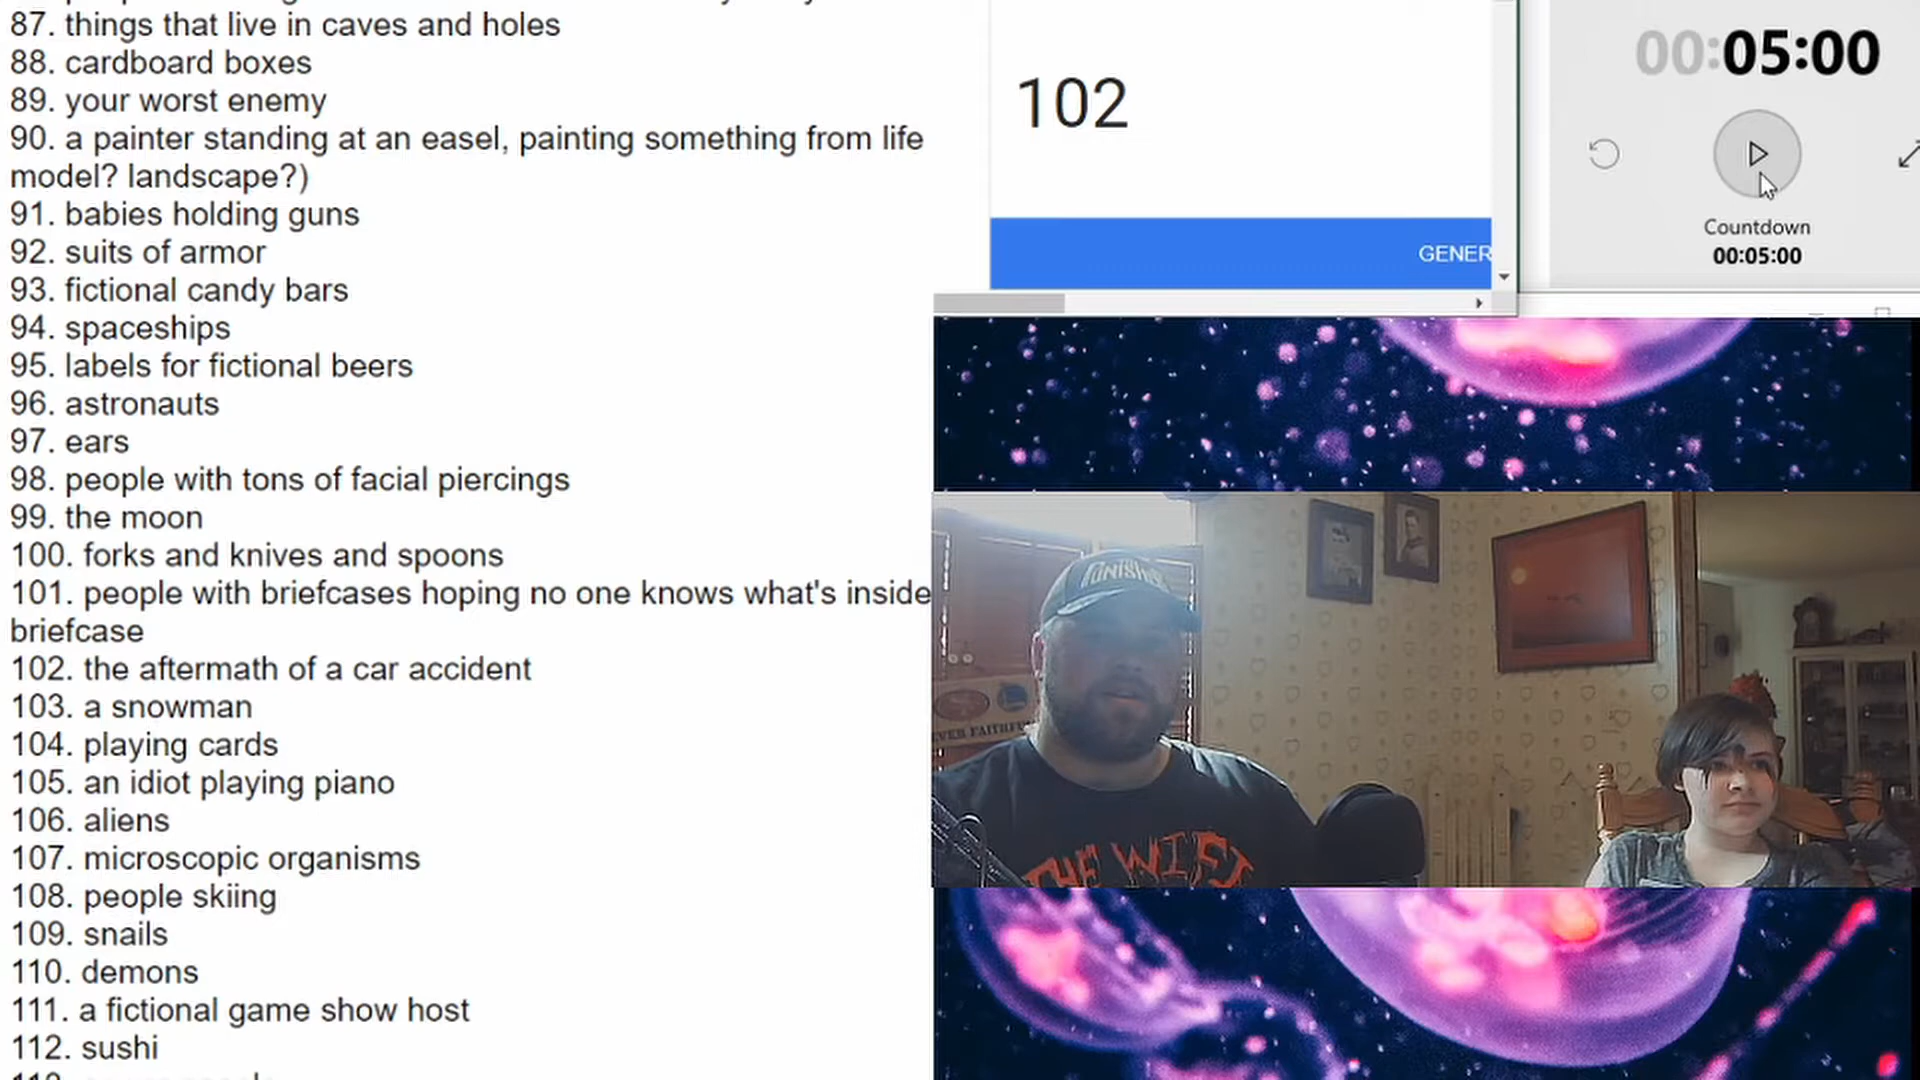 87. things that live in caves and holes
88. cardboard boxes
89. your worst enemy
90. a painter standing at an easel, painting something from life
model? landscape?)
91. babies holding guns
92. suits of armor
93. fictional candy bars
94. spaceships
95. labels for fictional beers
96. astronauts
97. ears
98. people with tons of facial piercings
99. the moon
100. forks and knives and spoons
101. people with briefcases hoping no one knows what's inside
briefcase
102. the aftermath of a car accident
103. a snowman
104. playing cards
105. an idiot playing piano
106. aliens
107. microscopic organisms
108. people skiing
109. snails
110. demons
111. a fictional game show host
112. sushi
102
GENER
00:05:00
Countdown
00:05:00
THE WIFI